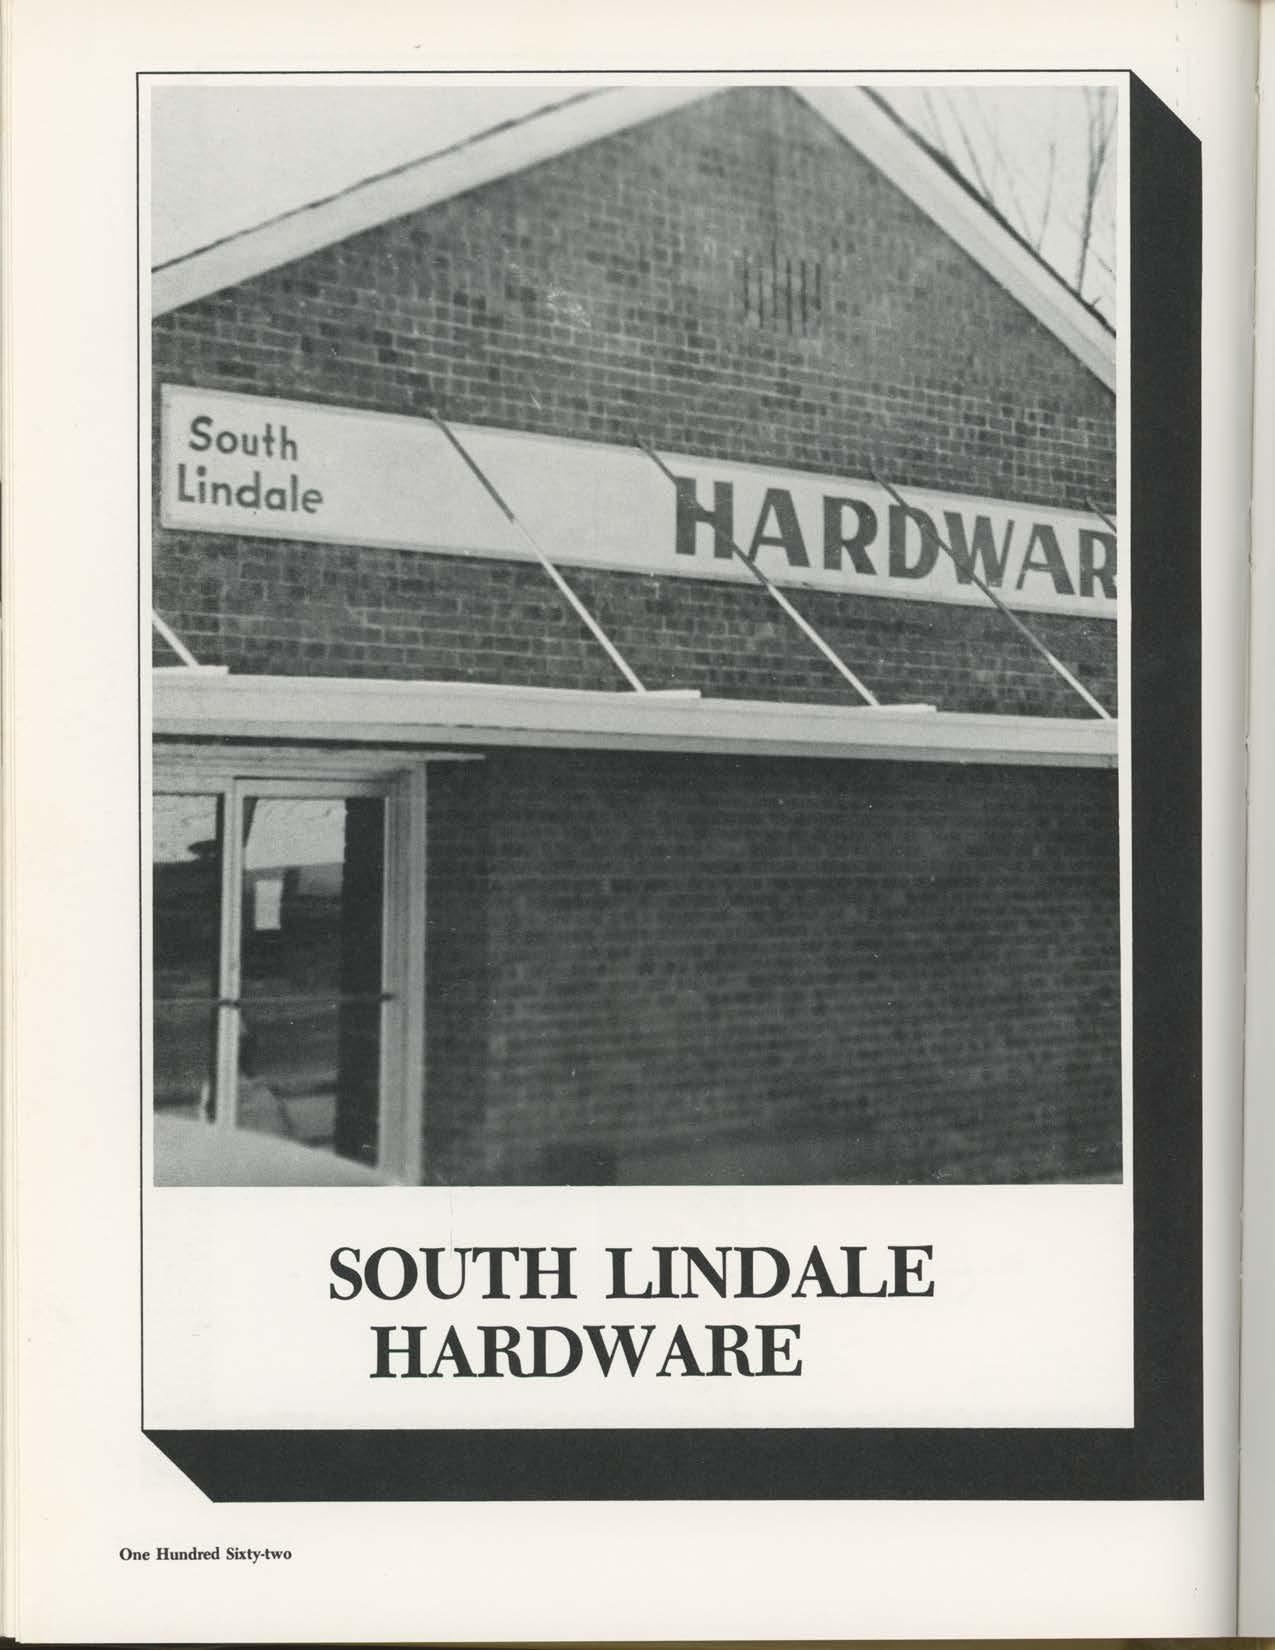 South
Lindale
HARDWAR
SOUTH LINDALE
HARDWARE
One Hundred Sixty-two